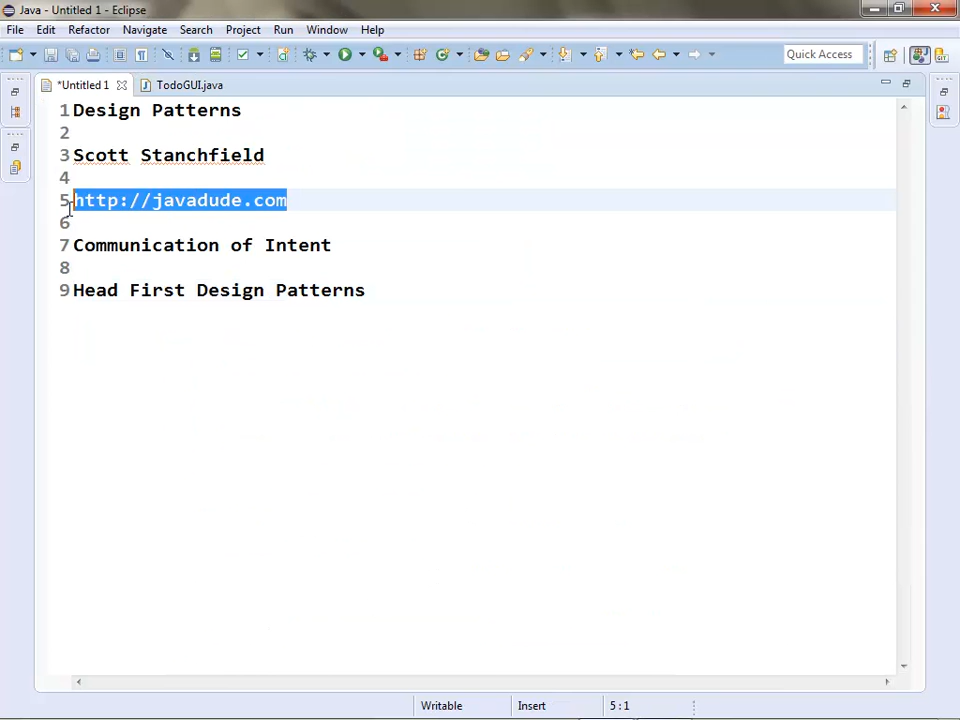 Java - Untitled 1 - Eclipse
File Edit Refactor Navigate Search Project Run Window Help
Quick Access
*Untitled 1 TodoGUI.java
1 Design Patterns
2
3 Scott Stanchfield
4
5 http://javadude.com
6
7 Communication of Intent
8
9 Head First Design Patterns
Writable Insert 5 : 1